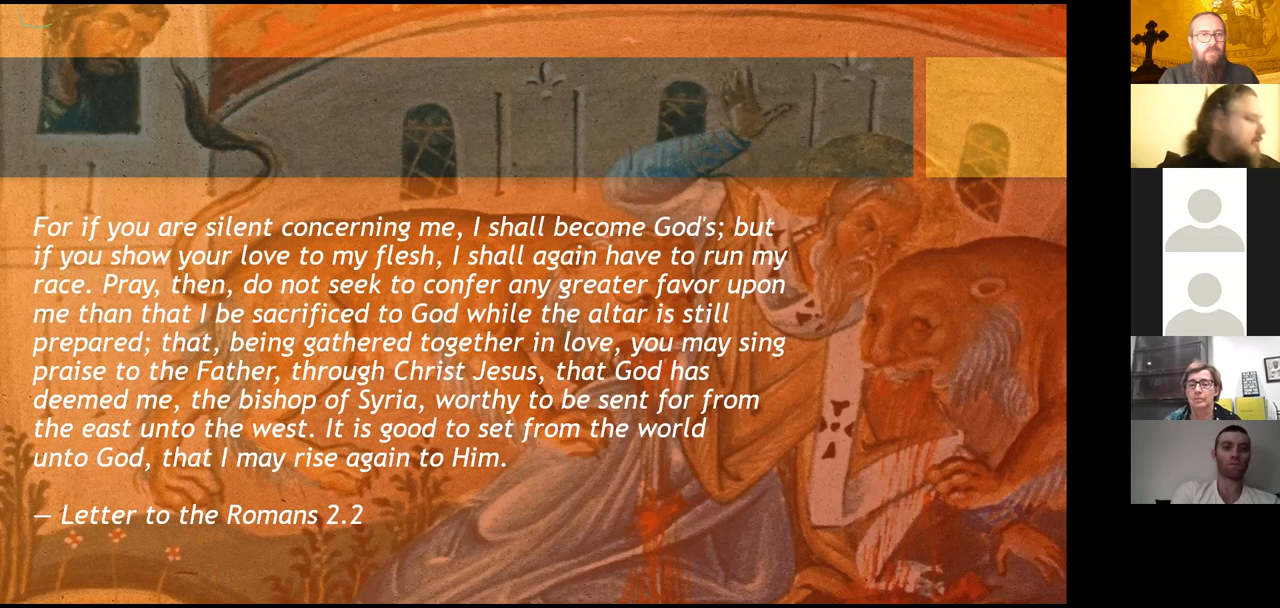 For if you are silent concerning me, I shall become God's; but
if you show your love to my flesh, I shall again have to run my
race. Pray, then, do not seek to confer any greater favor upon
me than that I be sacrificed to God while the altar is still
prepared; that, being gathered together in love, you may sing
praise to the Father, through Christ Jesus, that God has
deemed me, the bishop of Syria, worthy to be sent for from
the east unto the west. It is good to set from the world
unto God, that I may rise again to Him.
— Letter to the Romans 2.2